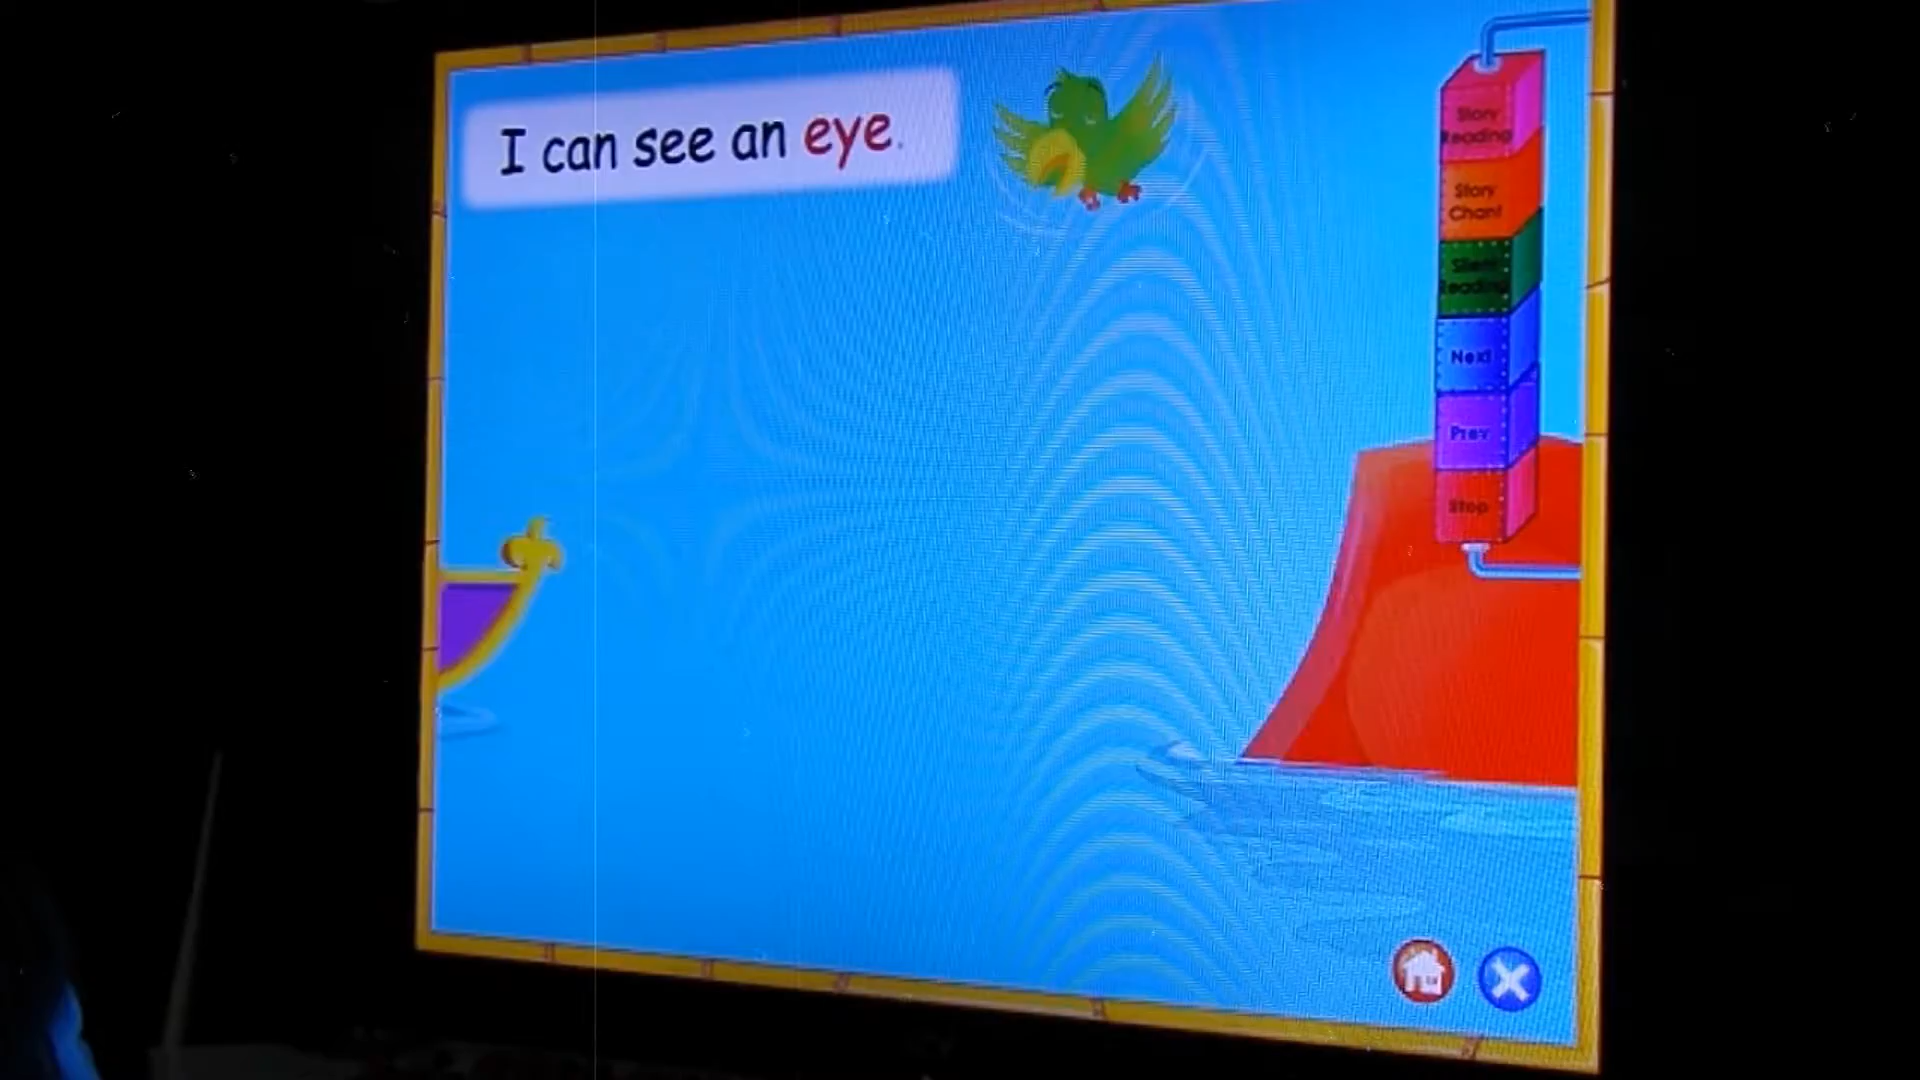 I can see an eye.
Story
Reading
Story
Chant
Silent
Reading
Next
Prev
Stop